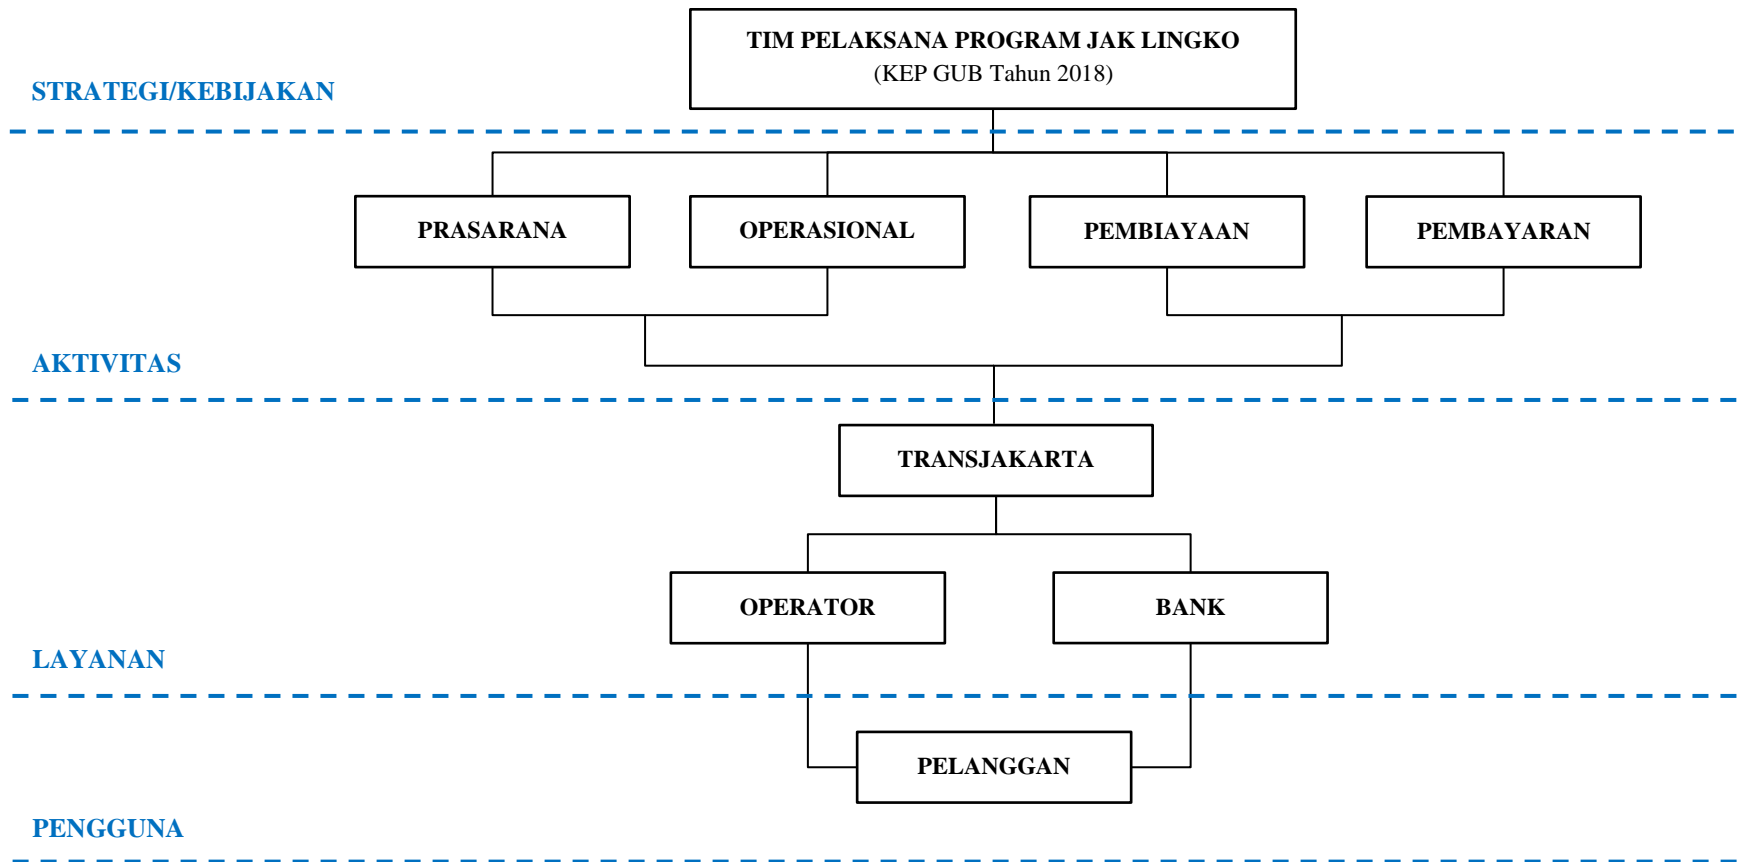 TIM PELAKSANA PROGRAM JAK LINGKO
(KEP GUB Tahun 2018)
STRATEGI/KEBIJAKAN
PRASARANA
OPERASIONAL
PEMBIAYAAN
PEMBAYARAN
AKTIVITAS
TRANSJAKARTA
OPERATOR
BANK
LAYANAN
PELANGGAN
PENGGUNA